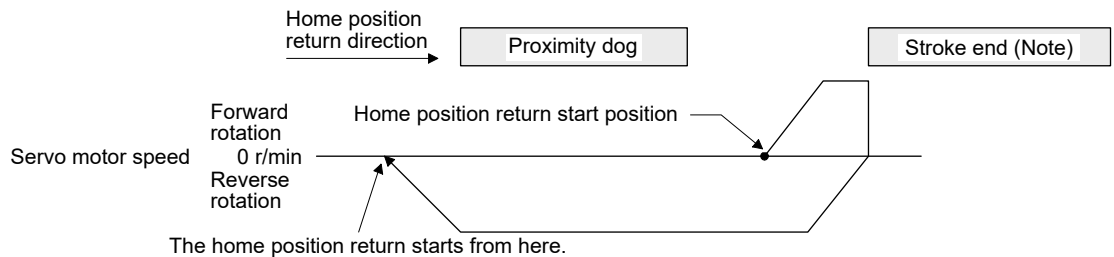 Home position
return direction
Proximity dog
Stroke end (Note)
Forward
rotation
Home position return start position
Servo motor speed
0 r/min
Reverse
rotation
The home position return starts from here.